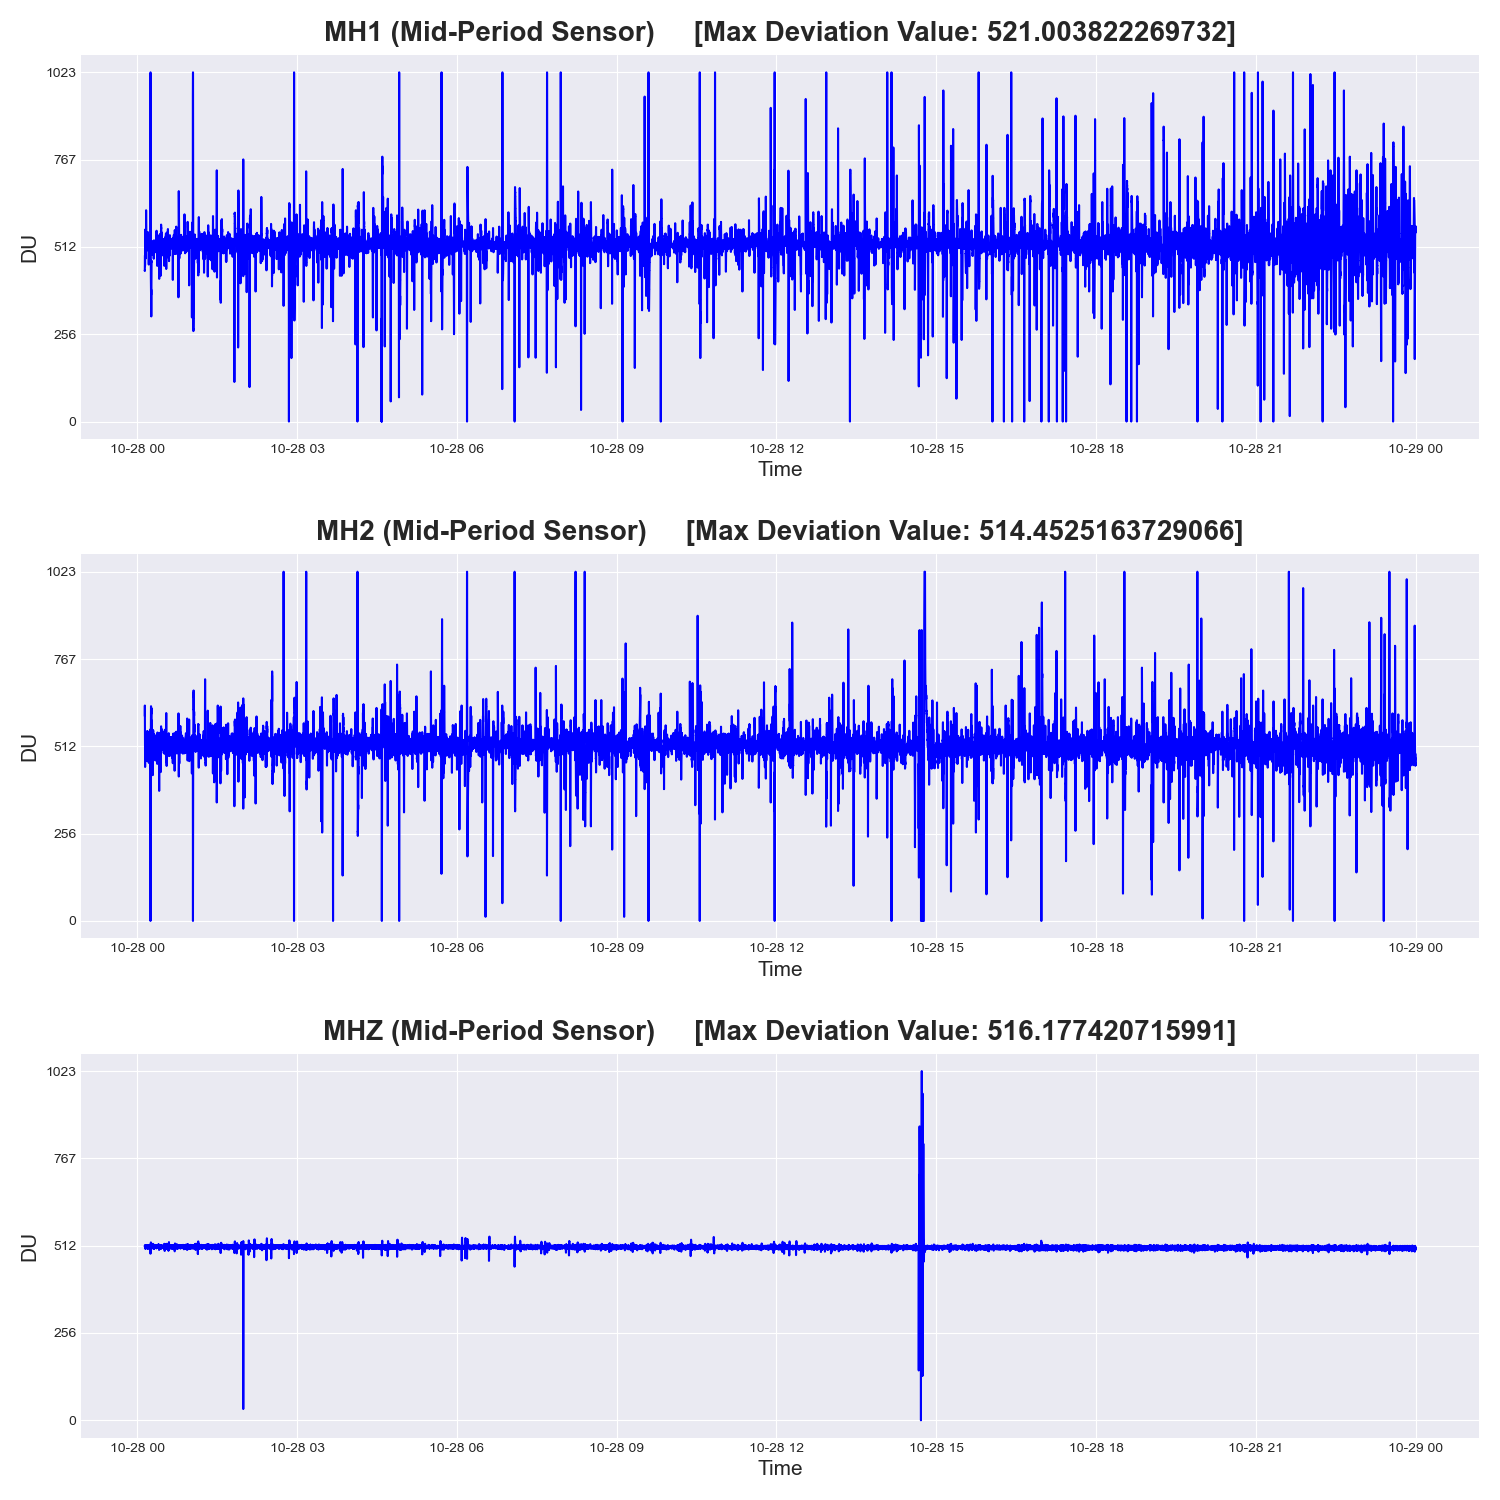 MH1 (Mid-Period Sensor) [Max Deviation Value: 521.003822269732]
1023
767
512
256
0
DU
10-28 00 10-28 03 10-28 06 10-28 09 10-28 12 10-28 15 10-28 18 10-28 21 10-29 00
Time
MH2 (Mid-Period Sensor) [Max Deviation Value: 514.4525163729066]
1023
767
512
256
0
DU
10-28 00 10-28 03 10-28 06 10-28 09 10-28 12 10-28 15 10-28 18 10-28 21 10-29 00
Time
MHZ (Mid-Period Sensor) [Max Deviation Value: 516.177420715991]
1023
767
512
256
0
DU
10-28 00 10-28 03 10-28 06 10-28 09 10-28 12 10-28 15 10-28 18 10-28 21 10-29 00
Time